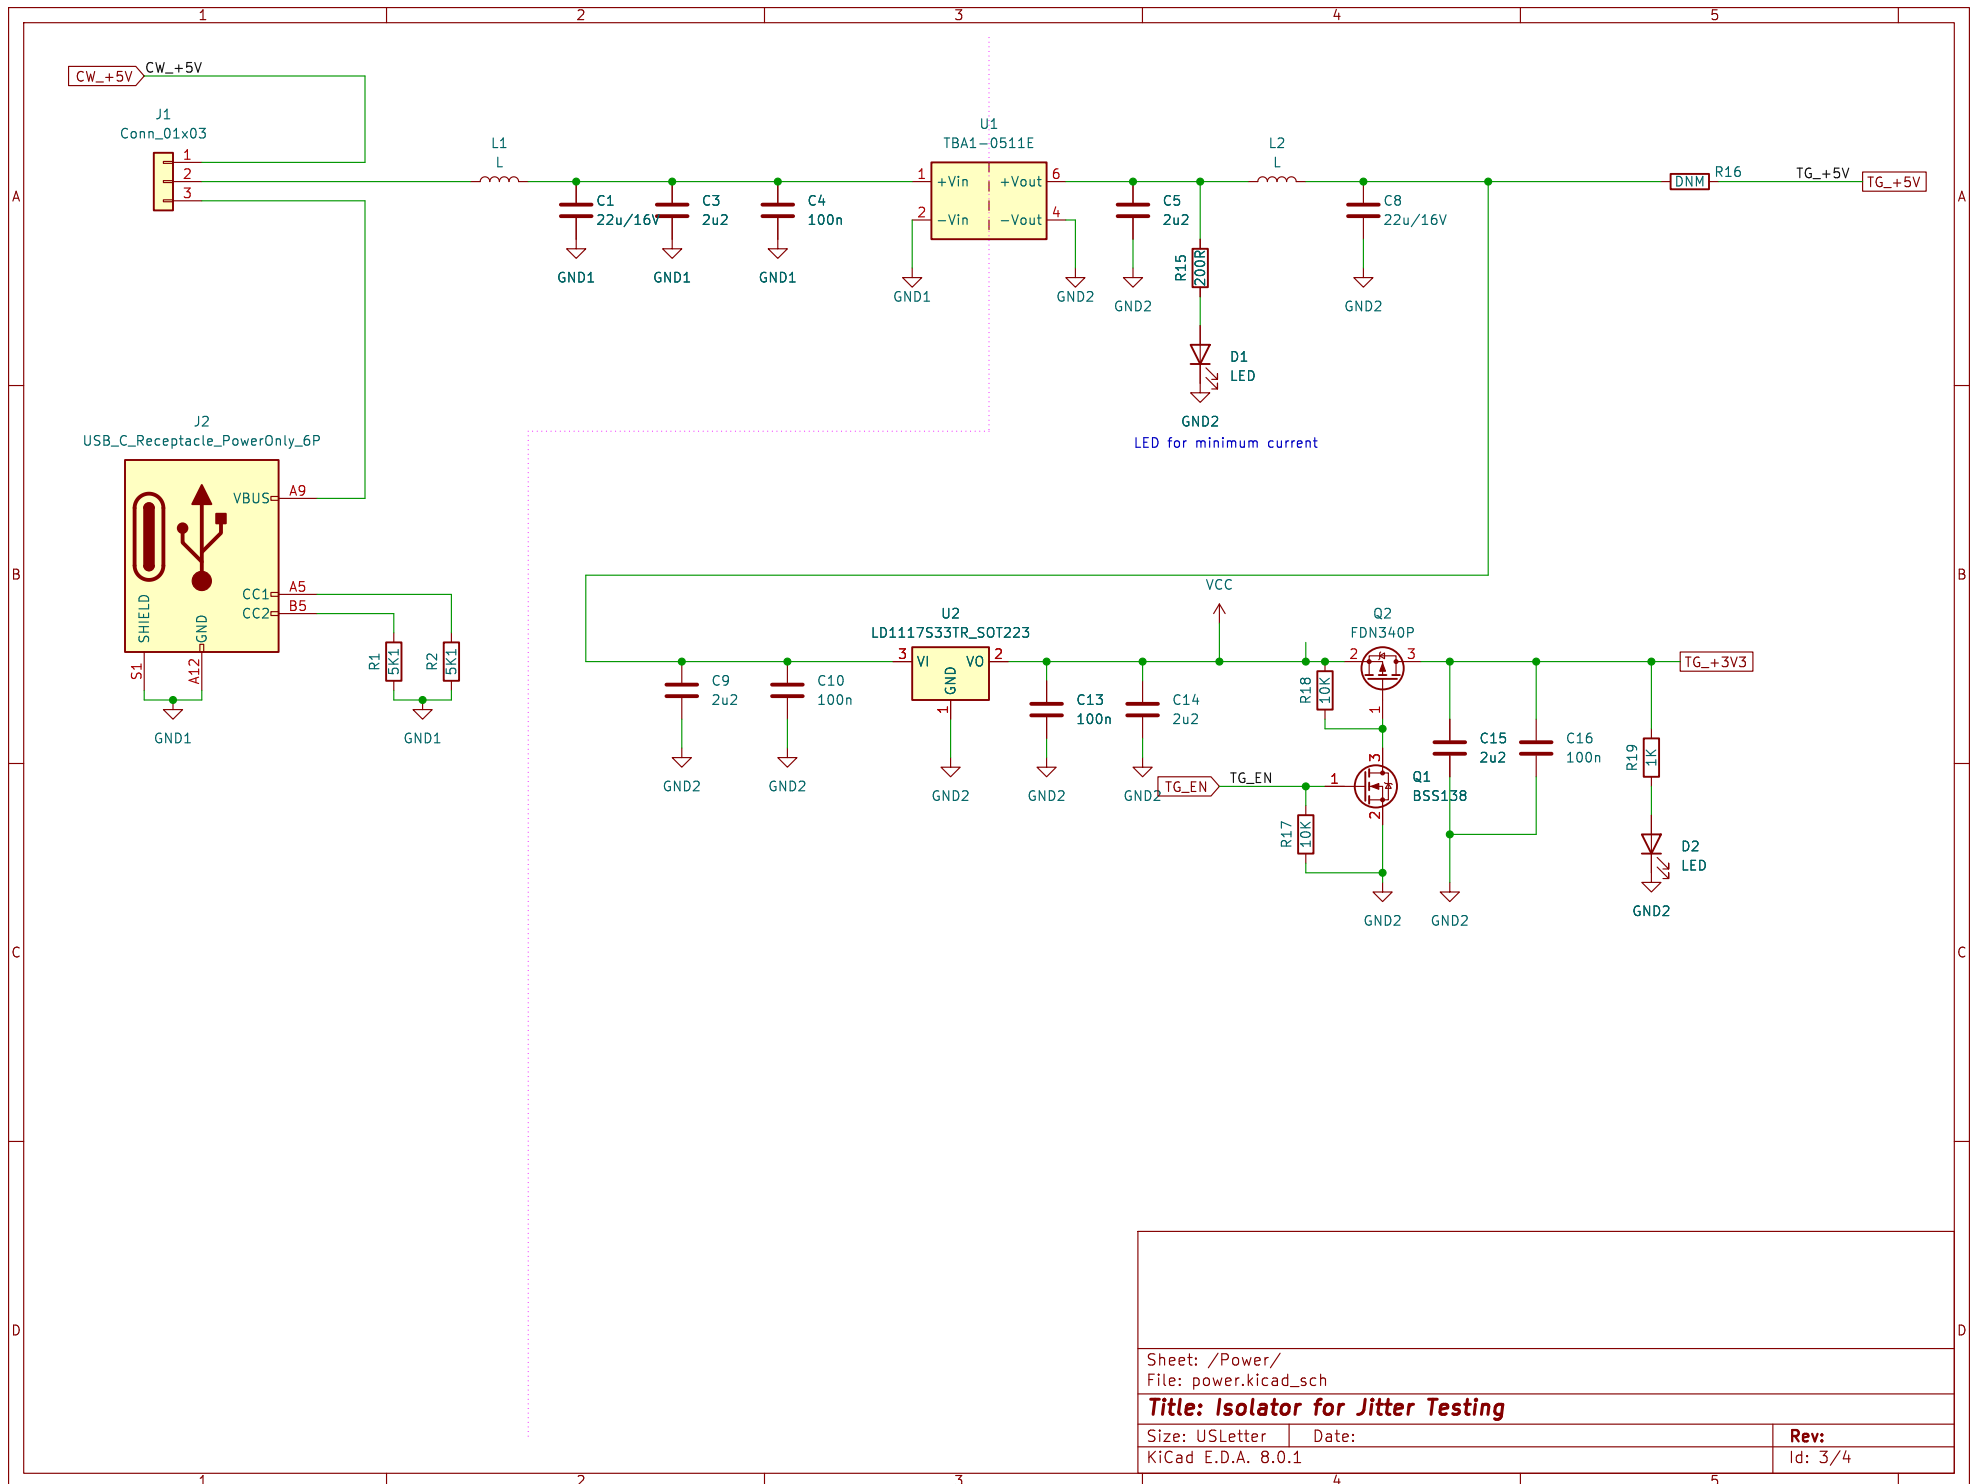 1 2 3 4 5
CW_+5V CW_+5V
J1
Conn_01x03
1
2
3
L1
L
U1
TBA1-0511E
1 +Vin +Vout 6
2 -Vin -Vout 4
L2
L
DNM R16
TG_+5V TG_+5V
A A
C1
22u/16V
C3
2u2
C4
100n
C5
2u2
C8
22u/16V
R15 200R
GND1 GND1 GND1
GND1 GND2
GND2 GND2
D1
LED
GND2
LED for minimum current
J2
USB_C_Receptacle_PowerOnly_6P
VBUS A9
CC1 A5
CC2 B5
SHIELD GND
S1 A12
R1 5K1
R2 5K1
GND1 GND1
B B
VCC
U2
LD1117S33TR_SOT223
3 VI VO 2
GND
1
Q2
FDN340P
2 3
1
TG_+3V3
C9
2u2
C10
100n
C13
100n
C14
2u2
R18 10K
C15
2u2
C16
100n
R19 1K
GND2 GND2 GND2 GND2 GND2
TG_EN TG_EN
1 3 2
Q1
BSS138
R17 10K
D2
LED
GND2 GND2 GND2
C C
D D
Sheet: /Power/
File: power.kicad_sch
Title: Isolator for Jitter Testing
Size: USLetter Date: Rev:
KiCad E.D.A. 8.0.1 Id: 3/4
1 2 3 4 5